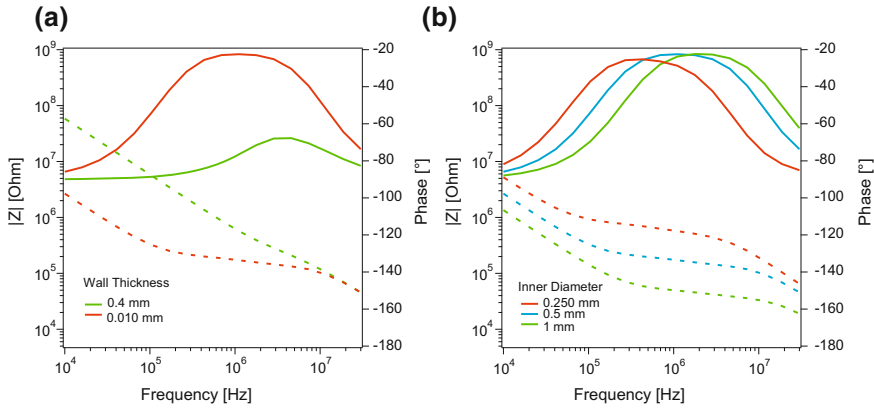 (a)
10⁹
10⁸
10⁷
10⁶
10⁵
10⁴
|Z| [Ohm]
Wall Thickness
0.4 mm
0.010 mm
-20
-40
-60
-80
-100
-120
-140
-160
-180
Phase [°]
10⁴ 10⁵ 10⁶ 10⁷
Frequency [Hz]
(b)
10⁹
10⁸
10⁷
10⁶
10⁵
10⁴
|Z| [Ohm]
Inner Diameter
0.250 mm
0.5 mm
1 mm
-20
-40
-60
-80
-100
-120
-140
-160
-180
Phase [°]
10⁴ 10⁵ 10⁶ 10⁷
Frequency [Hz]